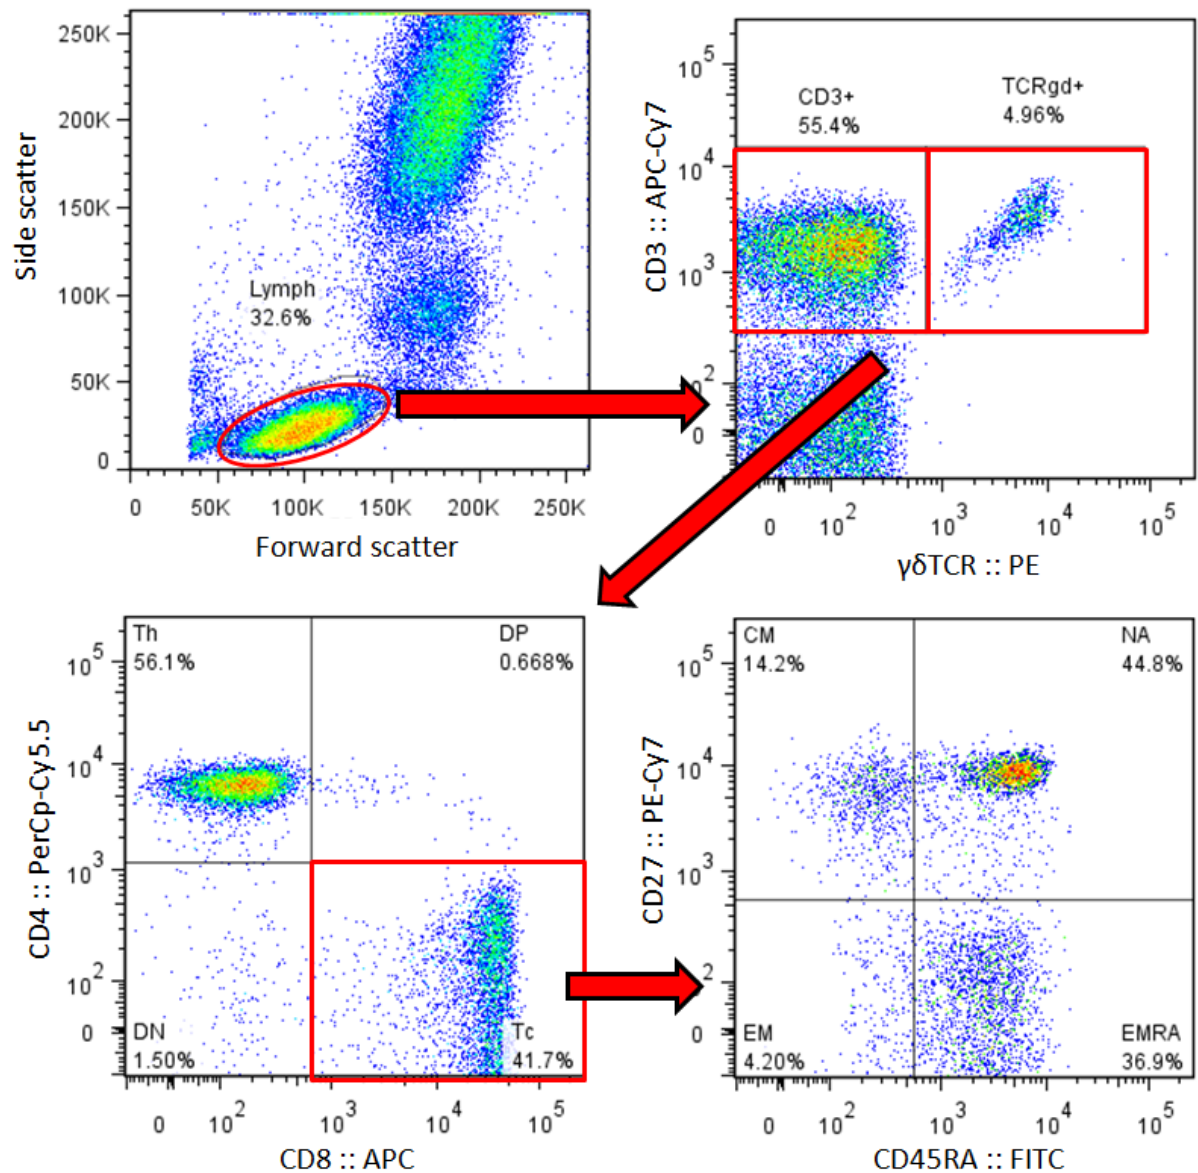 250K
200K
150K
100K
50K
0
Side scatter
Lymph
32.6%
0
50K
100K
150K
200K
250K
Forward scatter
10^5
10^4
10^3
10^2
0
CD3 :: APC-Cy7
CD3+
55.4%
TCRgd+
4.96%
0
10^2
10^3
10^4
10^5
γδTCR :: PE
10^5
10^4
10^3
10^2
0
CD4 :: PerCp-Cy5.5
Th
56.1%
DP
0.668%
DN
1.50%
Tc
41.7%
0
10^2
10^3
10^4
10^5
CD8 :: APC
10^5
10^4
10^3
2
0
CD27 :: PE-Cy7
CM
14.2%
NA
44.8%
EM
4.20%
EMRA
36.9%
0
10^2
10^3
10^4
10^5
CD45RA :: FITC